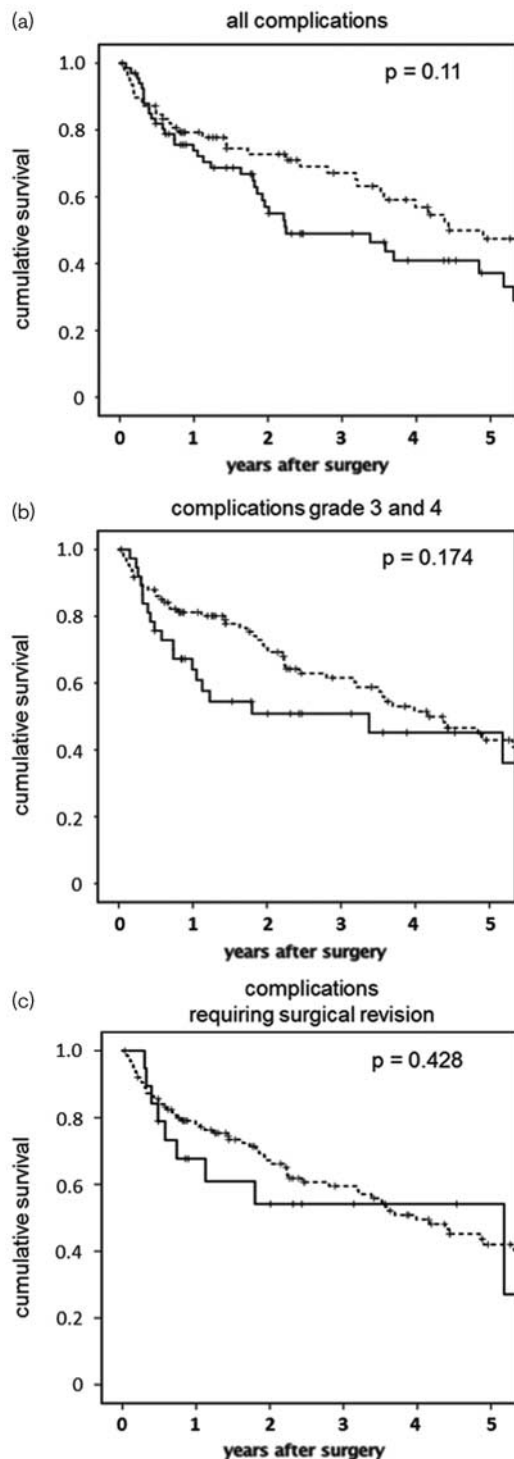 (a)
all complications
p = 0.11
cumulative survival
1.0
0.8
0.6
0.4
0.2
0
0 1 2 3 4 5
years after surgery
(b)
complications grade 3 and 4
p = 0.174
cumulative survival
1.0
0.8
0.6
0.4
0.2
0
0 1 2 3 4 5
years after surgery
(c)
complications
requiring surgical revision
p = 0.428
cumulative survival
1.0
0.8
0.6
0.4
0.2
0
0 1 2 3 4 5
years after surgery